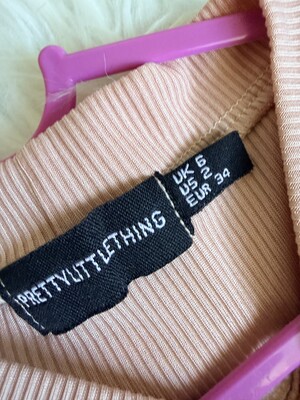 PRETTYLITTLETHING
UK 6
US 2
EUR 34